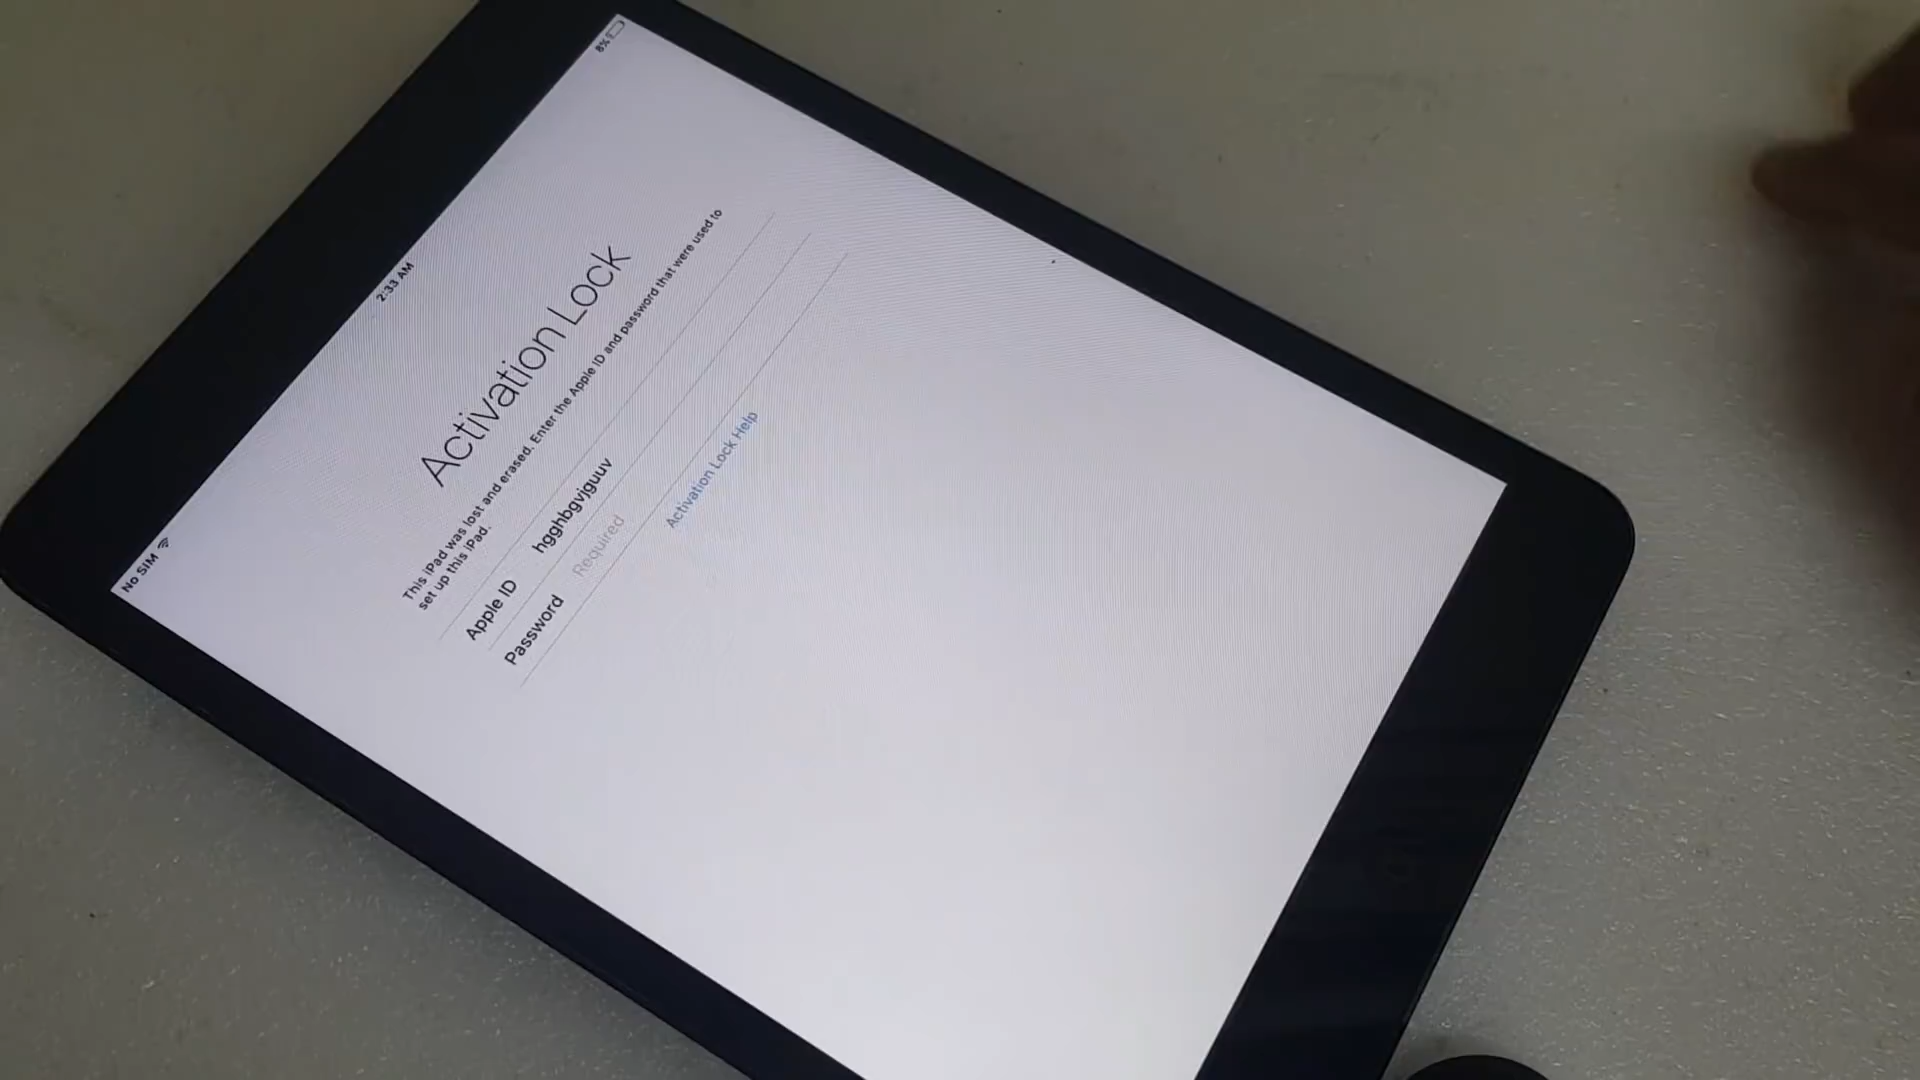 No SIM 2:33 AM 8%
Activation Lock
This iPad was lost and erased. Enter the Apple ID and password that were used to
set up this iPad.
Apple ID hgghbgvjguuv
Password Required
Activation Lock Help